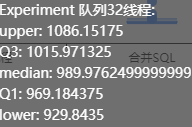 Experiment 队列32线程:
upper: 1086.15175
Q3: 1015.971325
median: 989.9762499999999
Q1: 969.184375
合并SQL
lower: 929.8435